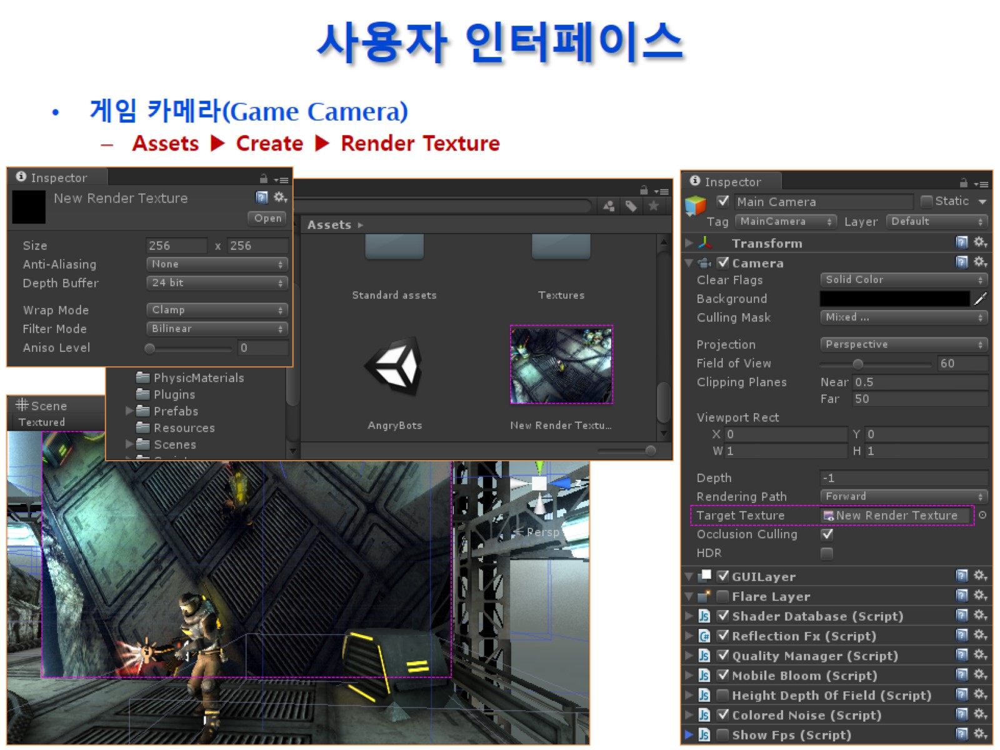 사용자 인터페이스
• 게임 카메라(Game Camera)
– Assets ▶ Create ▶ Render Texture
Inspector
New Render Texture
Open
Size 256 x 256
Anti-Aliasing None
Depth Buffer 24 bit
Wrap Mode Clamp
Filter Mode Bilinear
Aniso Level 0
Assets
Standard assets Textures
AngryBots New Render Textu...
PhysicMaterials
Plugins
Prefabs
Resources
Scenes
Scene
Textured
Persp
Inspector
Main Camera Static
Tag MainCamera Layer Default
Transform
Camera
Clear Flags Solid Color
Background
Culling Mask Mixed ...
Projection Perspective
Field of View 60
Clipping Planes Near 0.5
Far 50
Viewport Rect
X 0 Y 0
W 1 H 1
Depth -1
Rendering Path Forward
Target Texture New Render Texture
Occlusion Culling
HDR
GUILayer
Flare Layer
Shader Database (Script)
Reflection Fx (Script)
Quality Manager (Script)
Mobile Bloom (Script)
Height Depth Of Field (Script)
Colored Noise (Script)
Show Fps (Script)